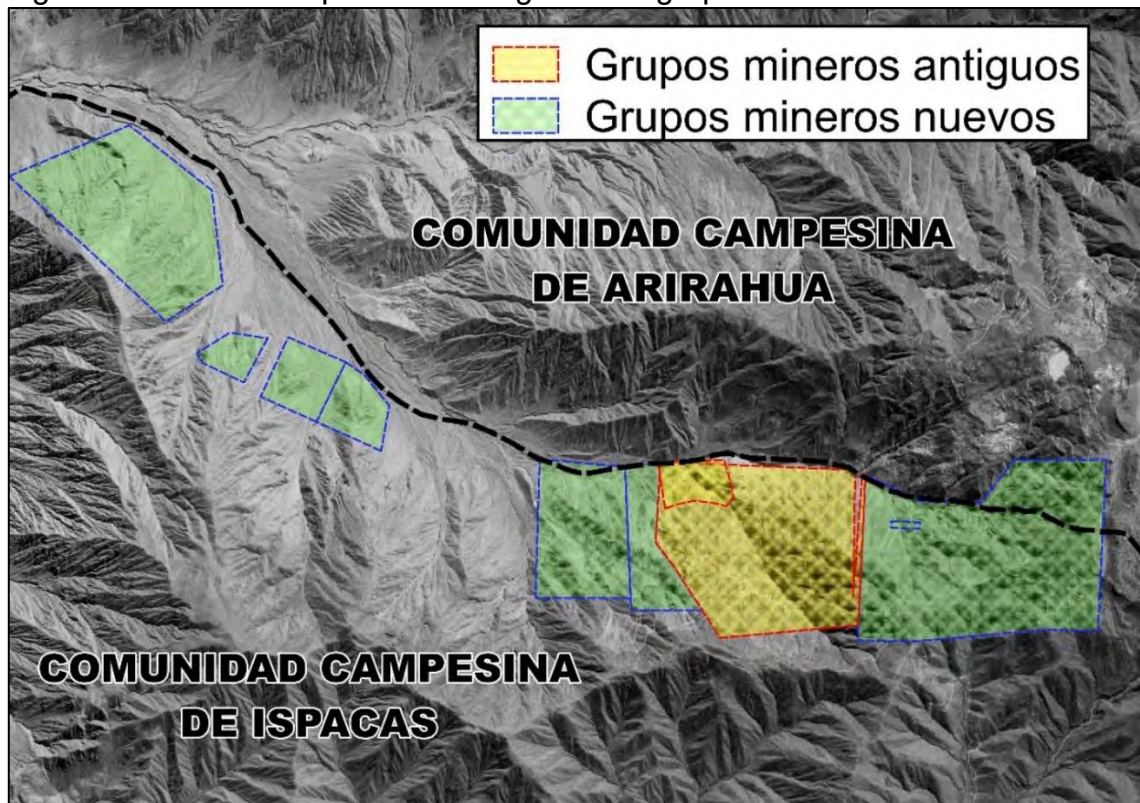 Grupos mineros antiguos
Grupos mineros nuevos
COMUNIDAD CAMPESINA
DE ARIRAHUA
COMUNIDAD CAMPESINA
DE ISPACAS